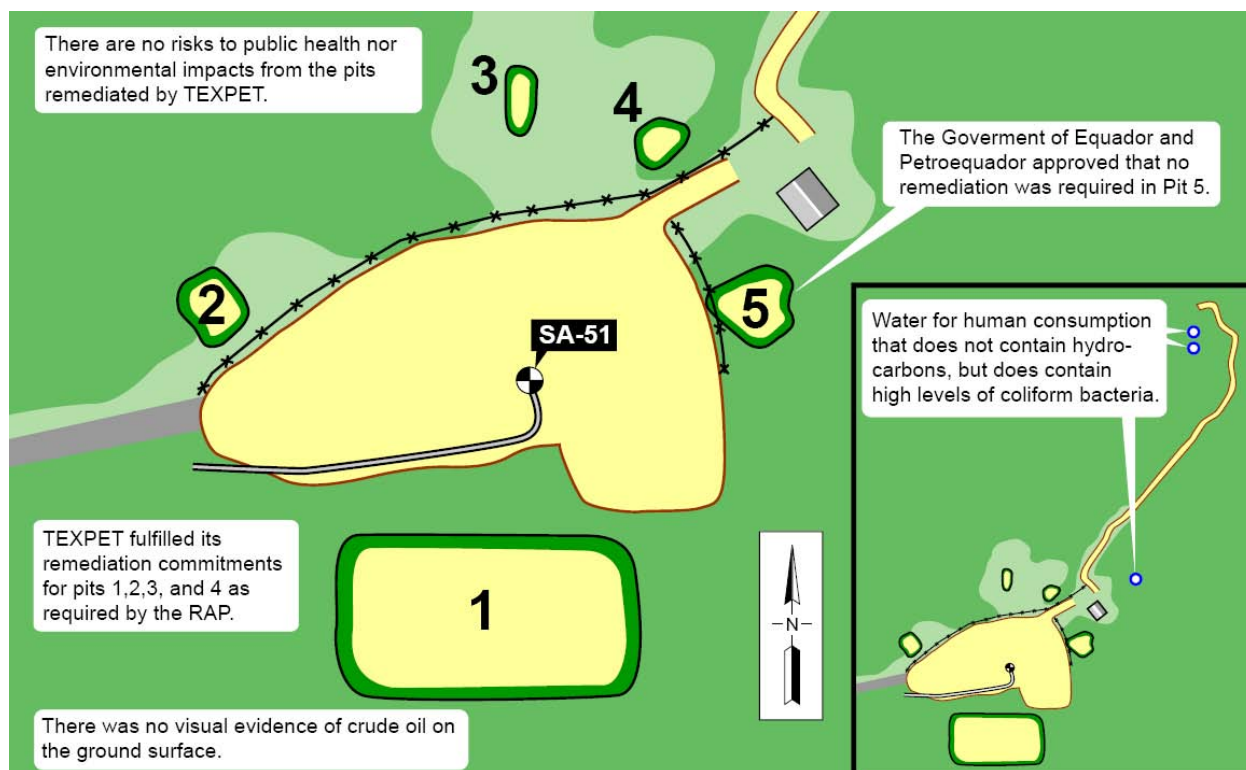 There are no risks to public health nor
environmental impacts from the pits
remediated by TEXPET.
3
4
The Goverment of Equador and
Petroequador approved that no
remediation was required in Pit 5.
2
5
SA-51
Water for human consumption
that does not contain hydro-
carbons, but does contain
high levels of coliform bacteria.
TEXPET fulfilled its
remediation commitments
for pits 1,2,3, and 4 as
required by the RAP.
1
N
There was no visual evidence of crude oil on
the ground surface.